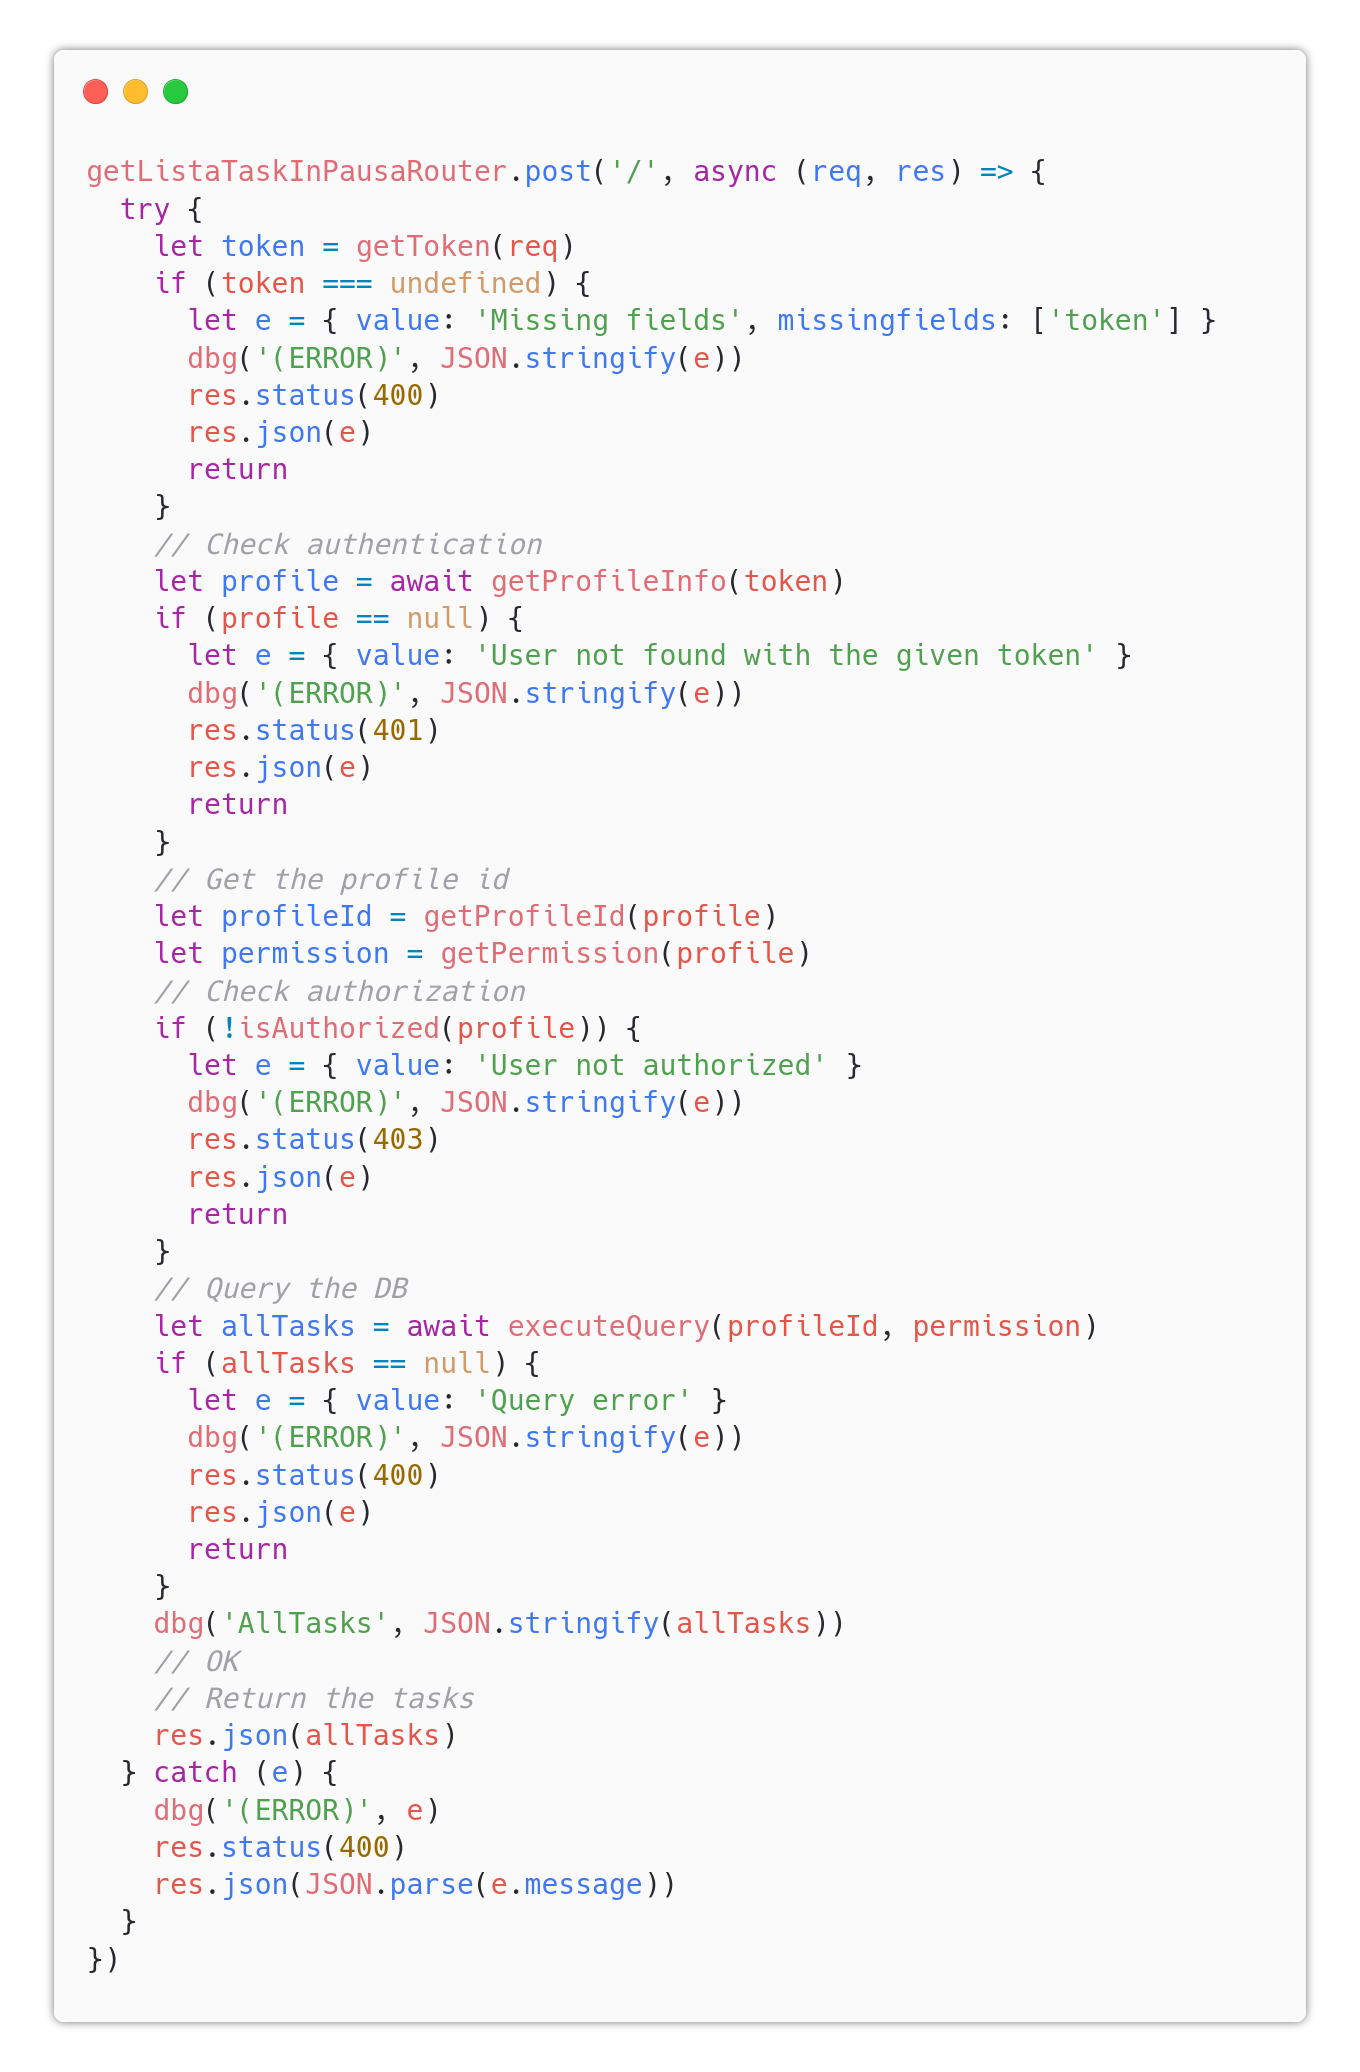 getListaTaskInPausaRouter.post('/', async (req, res) => {
  try {
    let token = getToken(req)
    if (token === undefined) {
      let e = { value: 'Missing fields', missingfields: ['token'] }
      dbg('(ERROR)', JSON.stringify(e))
      res.status(400)
      res.json(e)
      return
    }
    // Check authentication
    let profile = await getProfileInfo(token)
    if (profile == null) {
      let e = { value: 'User not found with the given token' }
      dbg('(ERROR)', JSON.stringify(e))
      res.status(401)
      res.json(e)
      return
    }
    // Get the profile id
    let profileId = getProfileId(profile)
    let permission = getPermission(profile)
    // Check authorization
    if (!isAuthorized(profile)) {
      let e = { value: 'User not authorized' }
      dbg('(ERROR)', JSON.stringify(e))
      res.status(403)
      res.json(e)
      return
    }
    // Query the DB
    let allTasks = await executeQuery(profileId, permission)
    if (allTasks == null) {
      let e = { value: 'Query error' }
      dbg('(ERROR)', JSON.stringify(e))
      res.status(400)
      res.json(e)
      return
    }
    dbg('AllTasks', JSON.stringify(allTasks))
    // OK
    // Return the tasks
    res.json(allTasks)
  } catch (e) {
    dbg('(ERROR)', e)
    res.status(400)
    res.json(JSON.parse(e.message))
  }
})